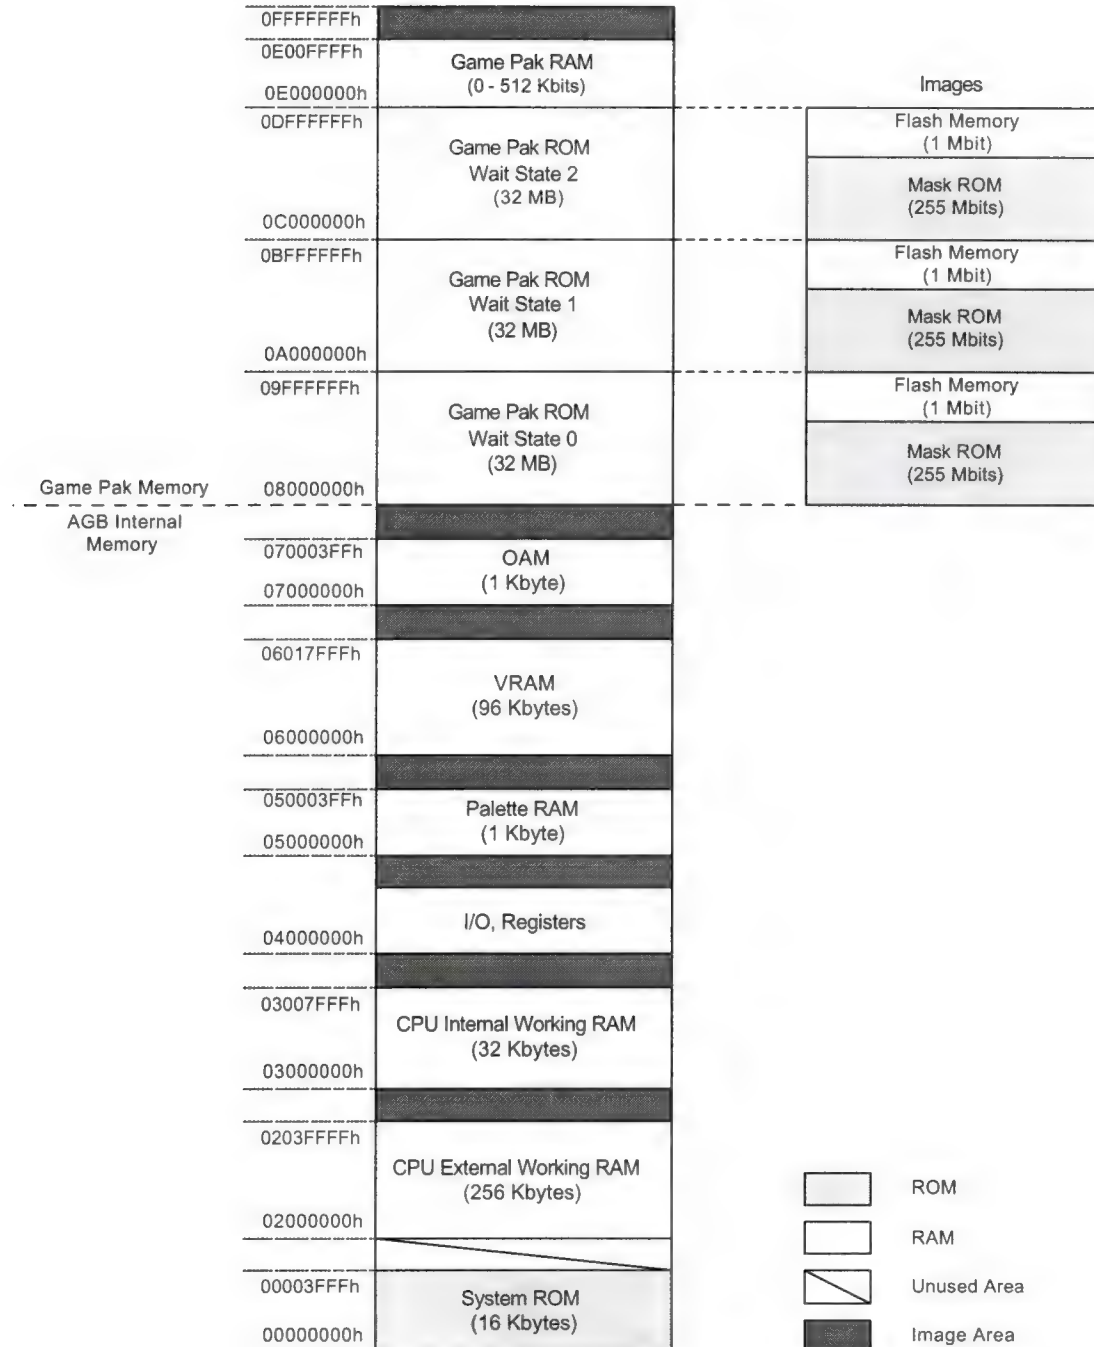 0FFFFFFFh
0E00FFFFh
Game Pak RAM
(0 - 512 Kbits)
0E000000h
Images
0DFFFFFFh
Game Pak ROM
Wait State 2
(32 MB)
0C000000h
Flash Memory
(1 Mbit)
Mask ROM
(255 Mbits)
0BFFFFFFh
Game Pak ROM
Wait State 1
(32 MB)
0A000000h
Flash Memory
(1 Mbit)
Mask ROM
(255 Mbits)
09FFFFFFh
Game Pak ROM
Wait State 0
(32 MB)
08000000h
Flash Memory
(1 Mbit)
Mask ROM
(255 Mbits)
Game Pak Memory
AGB Internal
Memory
070003FFh
OAM
(1 Kbyte)
07000000h
06017FFFh
VRAM
(96 Kbytes)
06000000h
050003FFh
Palette RAM
(1 Kbyte)
05000000h
I/O, Registers
04000000h
03007FFFh
CPU Internal Working RAM
(32 Kbytes)
03000000h
0203FFFFh
CPU External Working RAM
(256 Kbytes)
02000000h
00003FFFh
System ROM
(16 Kbytes)
00000000h
ROM
RAM
Unused Area
Image Area